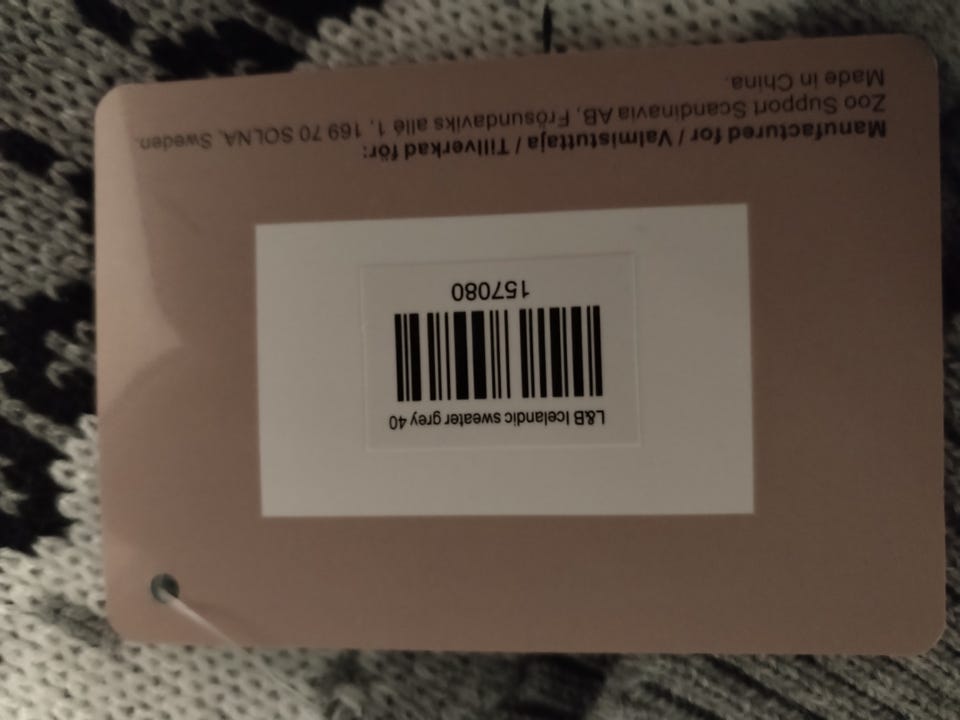 L&B Icelandic sweater grey 40
157080
Manufactured for / Valmistuttaja / Tillverkad för:
Zoo Support Scandinavia AB, Frösundaviks allé 1, 169 70 SOLNA, Sweden.
Made in China.